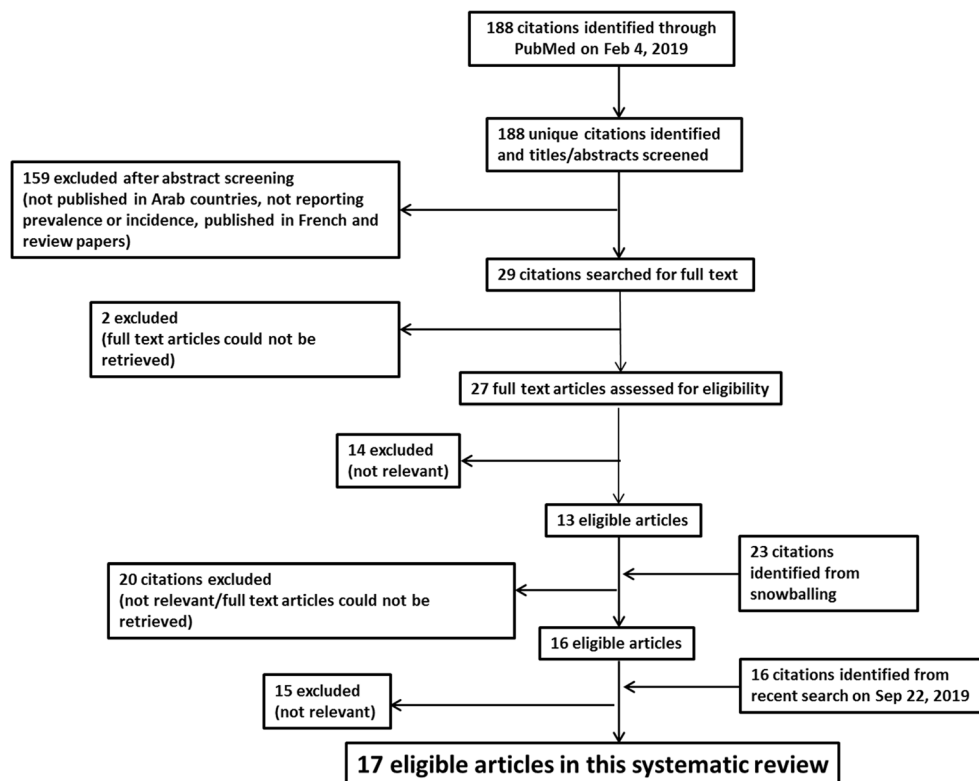 188 citations identified through
PubMed on Feb 4, 2019
188 unique citations identified
and titles/abstracts screened
159 excluded after abstract screening
(not published in Arab countries, not reporting
prevalence or incidence, published in French and
review papers)
29 citations searched for full text
2 excluded
(full text articles could not be
retrieved)
27 full text articles assessed for eligibility
14 excluded
(not relevant)
13 eligible articles
23 citations
identified from
snowballing
20 citations excluded
(not relevant/full text articles could not be
retrieved)
16 eligible articles
16 citations identified from
recent search on Sep 22, 2019
15 excluded
(not relevant)
17 eligible articles in this systematic review